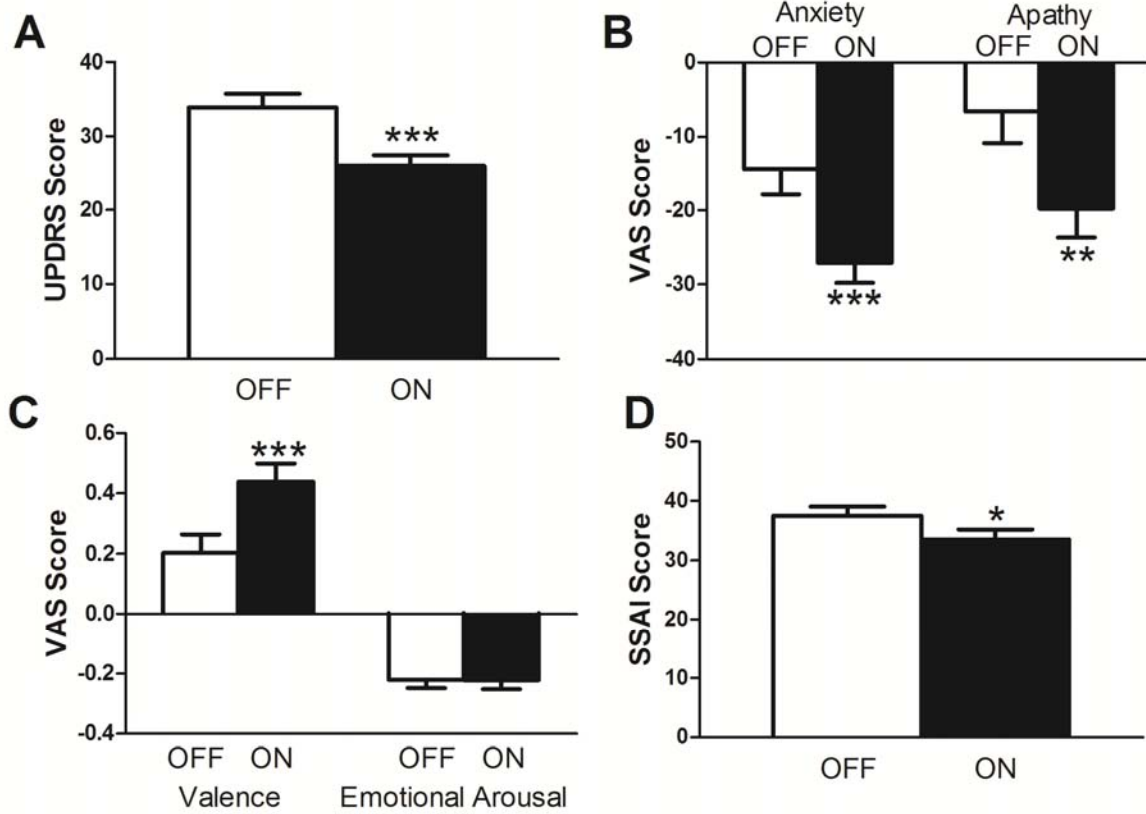 A
UPDRS Score
40
30
20
10
0
***
OFF ON
B
Anxiety Apathy
OFF ON OFF ON
VAS Score
0
-10
-20
-30
-40
***
**
C
VAS Score
0.6
0.4
0.2
0.0
-0.2
-0.4
***
OFF ON OFF ON
Valence Emotional Arousal
D
SSAI Score
50
40
30
20
10
0
*
OFF ON